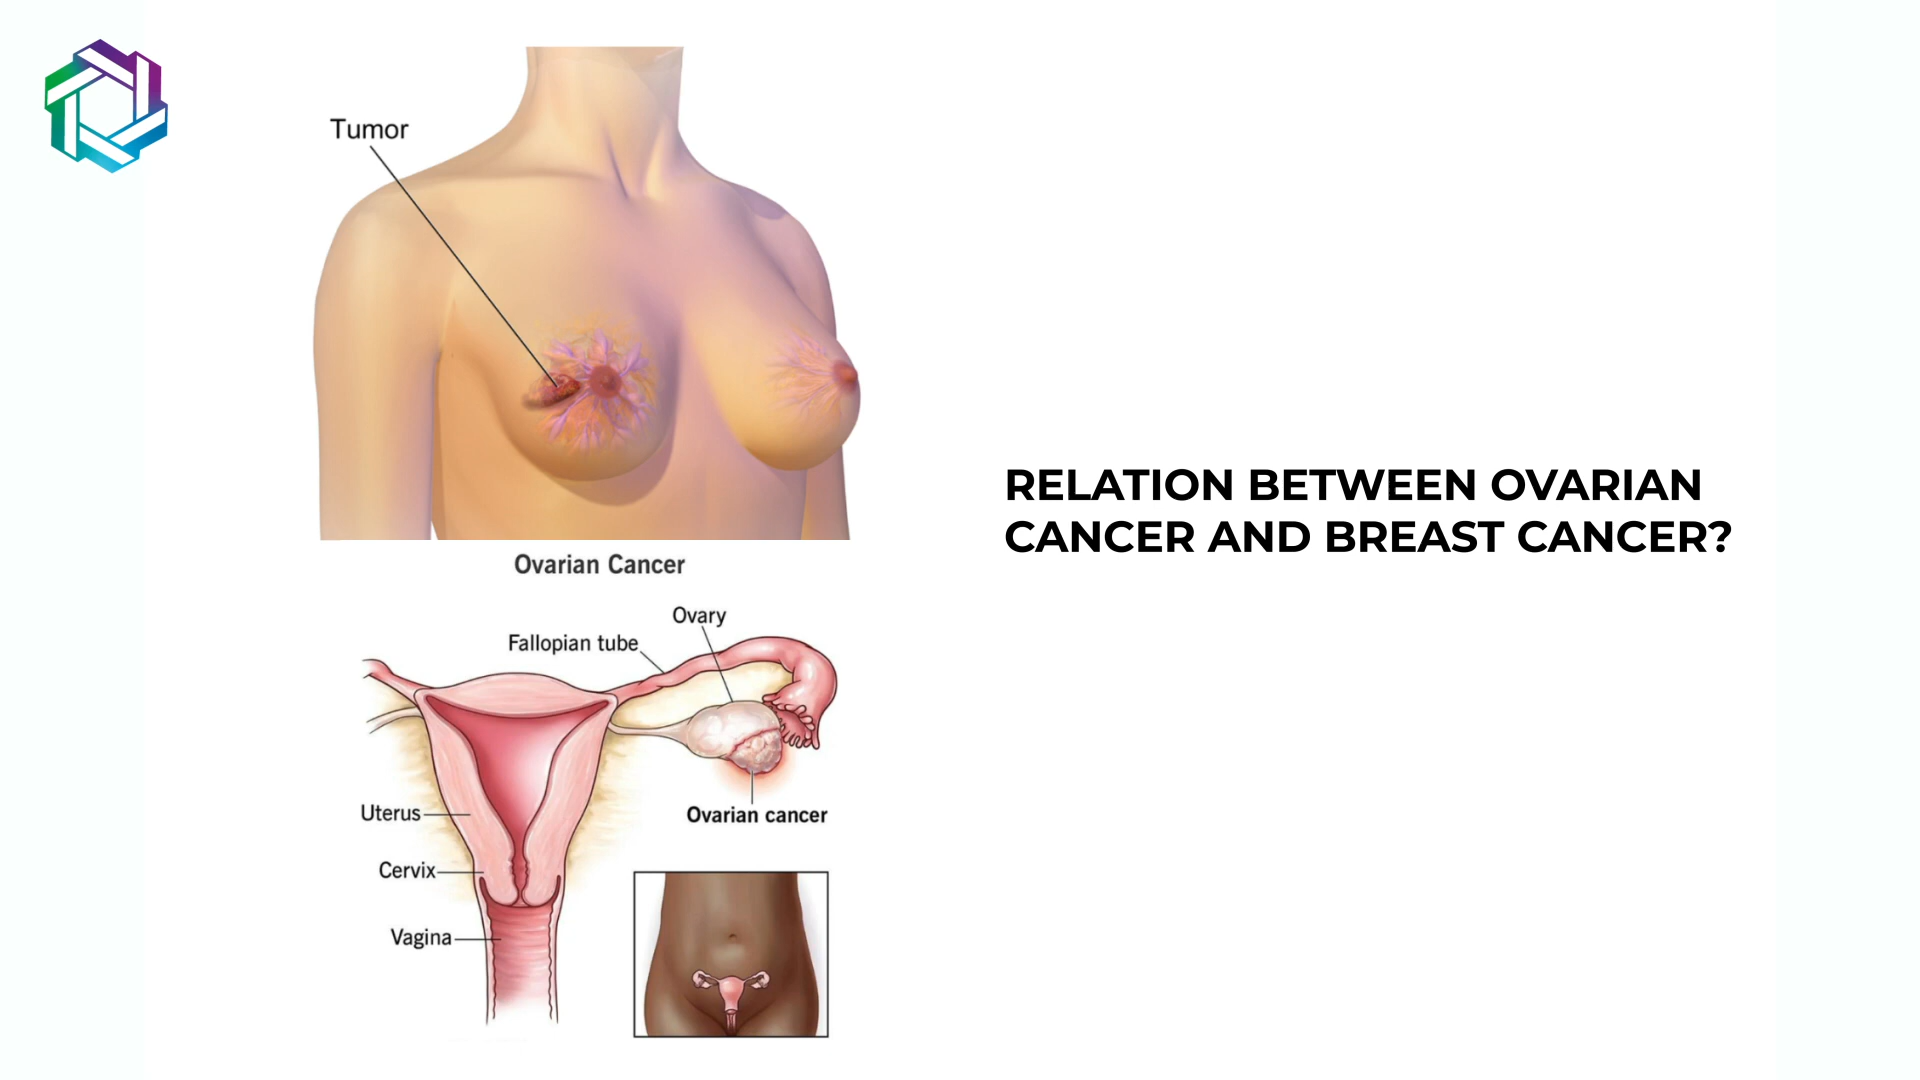 Tumor
Ovarian Cancer
Ovary
Fallopian tube
Uterus
Ovarian cancer
Cervix
Vagina
RELATION BETWEEN OVARIAN
CANCER AND BREAST CANCER?